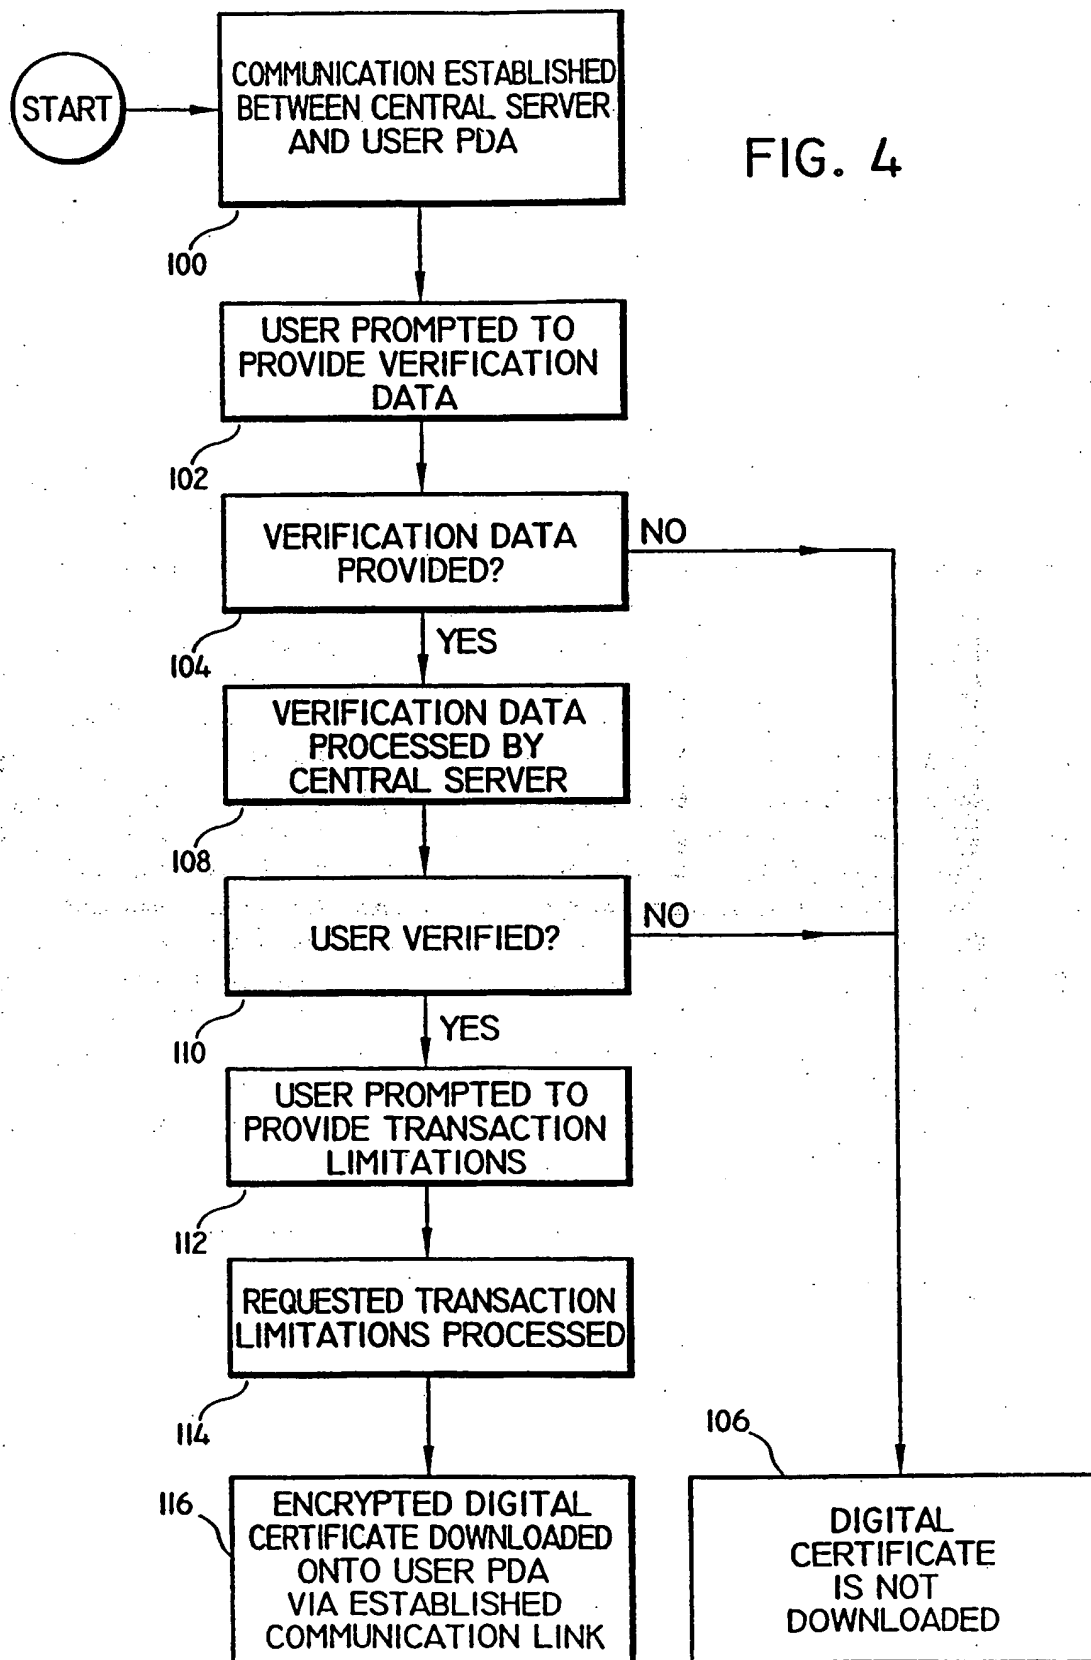 START
COMMUNICATION ESTABLISHED
BETWEEN CENTRAL SERVER
AND USER PDA
FIG. 4
100
USER PROMPTED TO
PROVIDE VERIFICATION
DATA
102
VERIFICATION DATA
PROVIDED?
NO
104
YES
VERIFICATION DATA
PROCESSED BY
CENTRAL SERVER
108
USER VERIFIED?
NO
110
YES
USER PROMPTED TO
PROVIDE TRANSACTION
LIMITATIONS
112
REQUESTED TRANSACTION
LIMITATIONS PROCESSED
114
106
116
ENCRYPTED DIGITAL
CERTIFICATE DOWNLOADED
ONTO USER PDA
VIA ESTABLISHED
COMMUNICATION LINK
DIGITAL
CERTIFICATE
IS NOT
DOWNLOADED